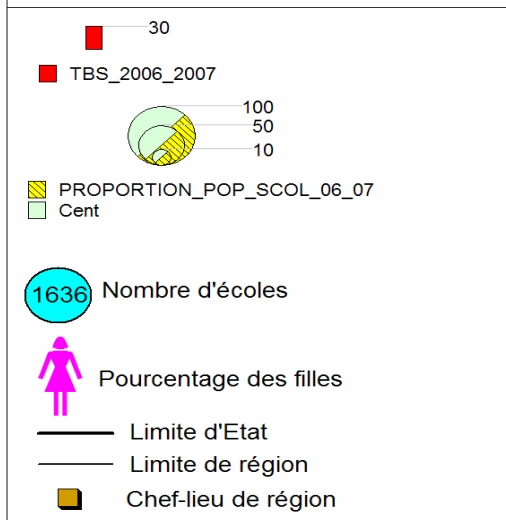 30
TBS_2006_2007
100
50
10
PROPORTION_POP_SCOL_06_07
Cent
1636 Nombre d'écoles
Pourcentage des filles
Limite d'Etat
Limite de région
Chef-lieu de région